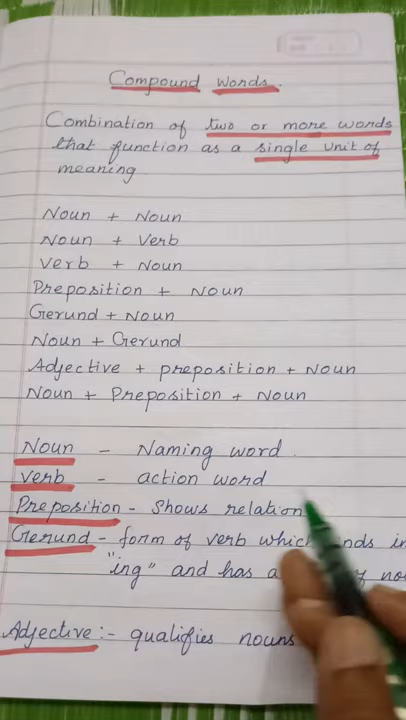 Compound Words.
Combination of two or more words
that function as a single unit of
meaning
Noun + Noun
Noun + Verb
Verb + Noun
Preposition + Noun
Gerund + Noun
Noun + Gerund
Adjective + preposition + Noun
Noun + Preposition + Noun
Noun - Naming word.
Verb - action word
Preposition - Shows relation
Gerund - form of verb which ends in
"ing" and has a
Adjective :- qualifies nouns